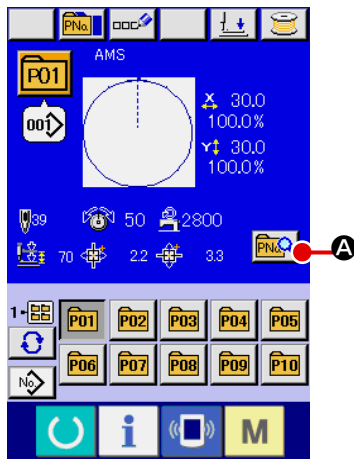 PNo.
AMS
P01
001
X 30.0
100.0%
Y 30.0
100.0%
39 50 2800
70 2.2 3.3
PNo.
A
1- P01 P02 P03 P04 P05
No. P06 P07 P08 P09 P10
i M